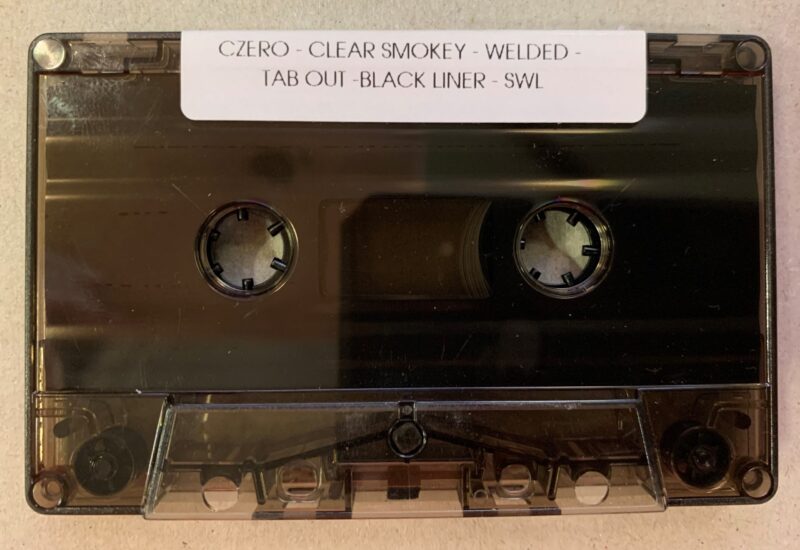 CZERO - CLEAR SMOKEY - WELDED -
TAB OUT -BLACK LINER - SWL